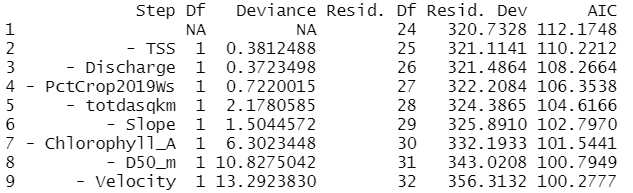 Step Df Deviance Resid. Df Resid. Dev AIC
1 NA NA 24 320.7328 112.1748
2 - TSS 1 0.3812488 25 321.1141 110.2212
3 - Discharge 1 0.3723498 26 321.4864 108.2664
4 - PctCrop2019Ws 1 0.7220015 27 322.2084 106.3538
5 - totdasqkm 1 2.1780585 28 324.3865 104.6166
6 - Slope 1 1.5044572 29 325.8910 102.7970
7 - Chlorophyll_A 1 6.3023448 30 332.1933 101.5441
8 - D50_m 1 10.8275042 31 343.0208 100.7949
9 - Velocity 1 13.2923830 32 356.3132 100.2777